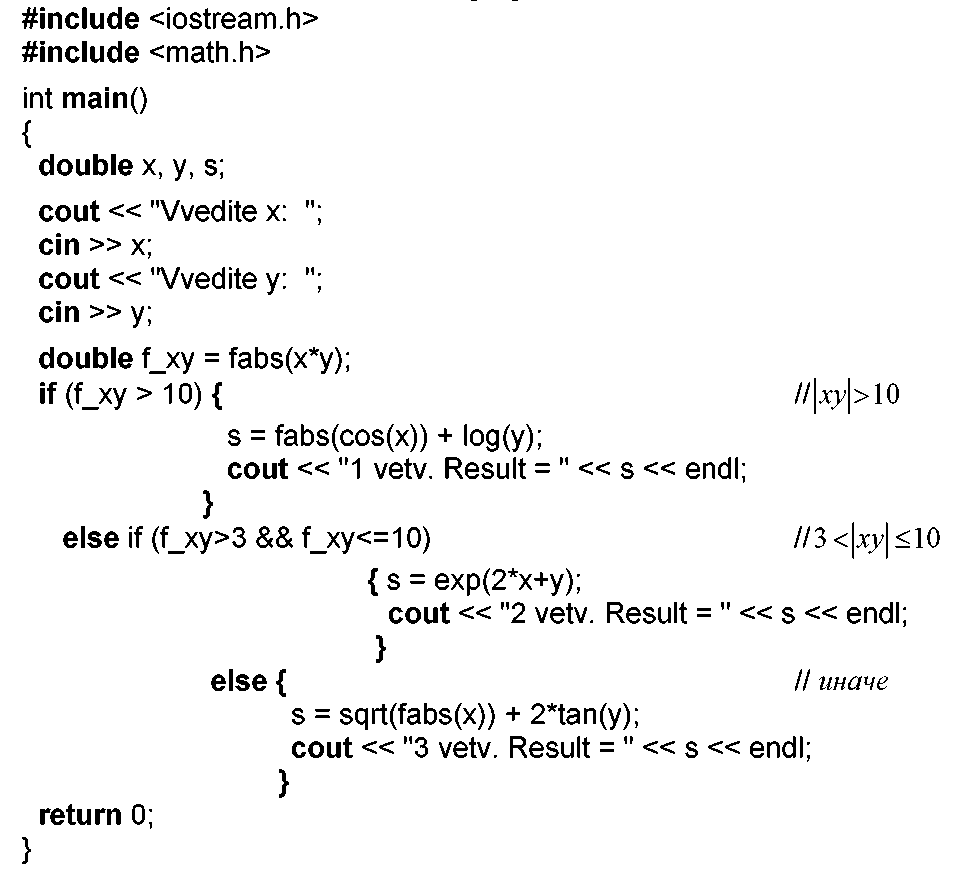 #include <iostream.h>
#include <math.h>
int main()
{
double x, y, s;
cout << "Vvedite x:  ";
cin >> x;
cout << "Vvedite y:  ";
cin >> y;
double f_xy = fabs(x*y);
if (f_xy > 10) { //|xy|>10
s = fabs(cos(x)) + log(y);
cout << "1 vetv. Result = " << s << endl;
}
else if (f_xy>3 && f_xy<=10) //3 <|xy| ≤10
{ s = exp(2*x+y);
cout << "2 vetv. Result = " << s << endl;
}
else { // иначе
s = sqrt(fabs(x)) + 2*tan(y);
cout << "3 vetv. Result = " << s << endl;
}
return 0;
}